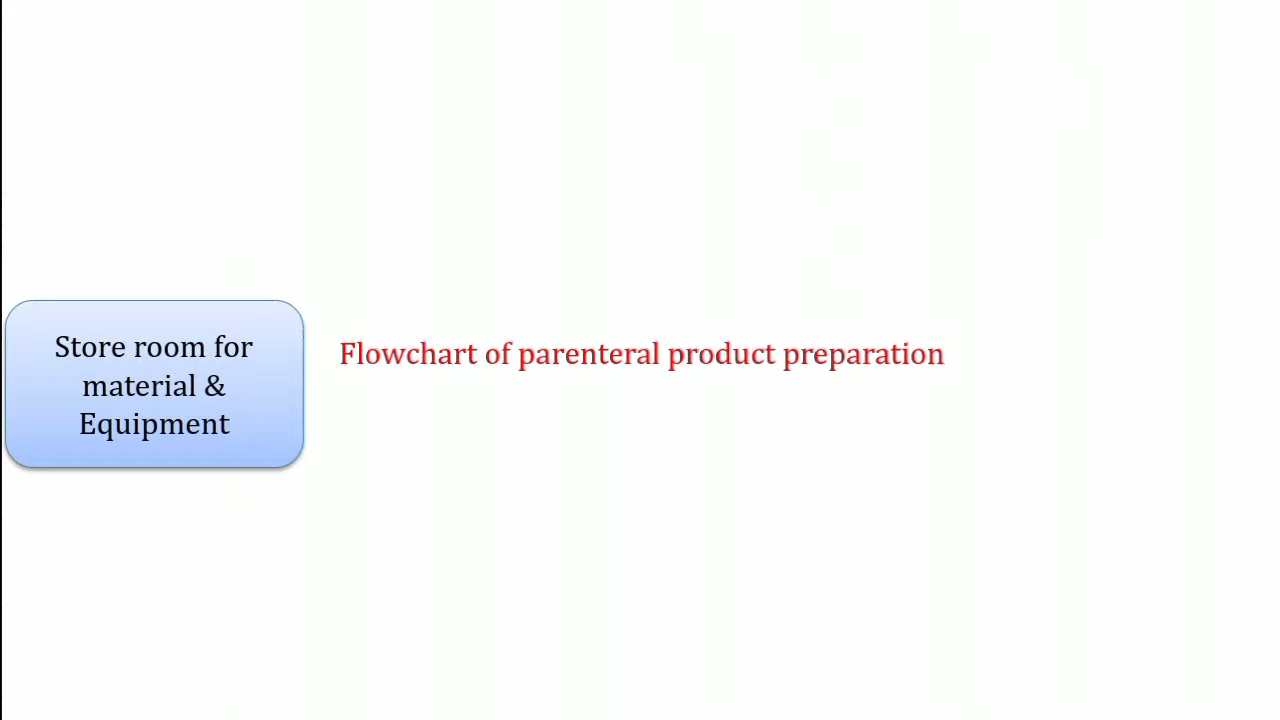 Store room for
material &
Equipment
Flowchart of parenteral product preparation